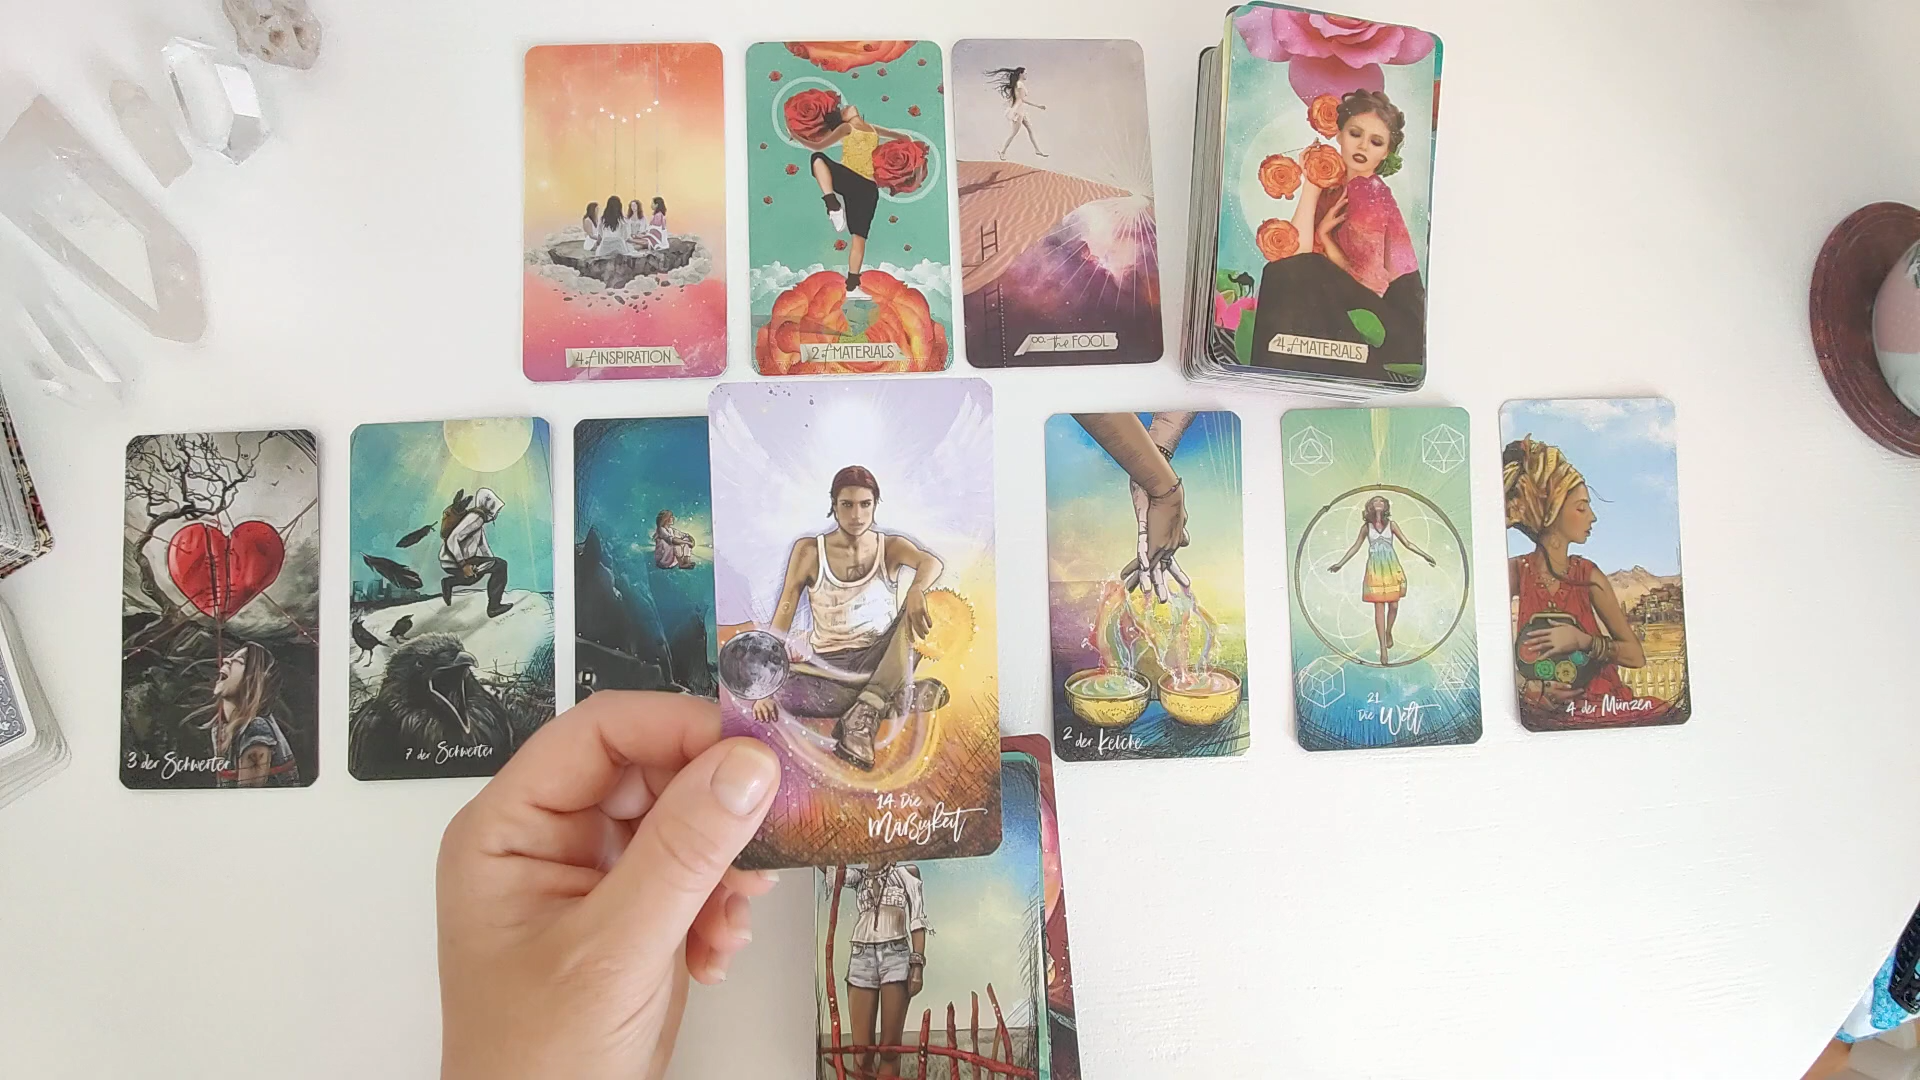 4 of INSPIRATION
2 of MATERIALS
00. the FOOL
4 of MATERIALS
3 der Schwerter
7 der Schwerter
14. Die
Mäßigkeit
2 der Kelche
21.
Die Welt
4. der Münzen